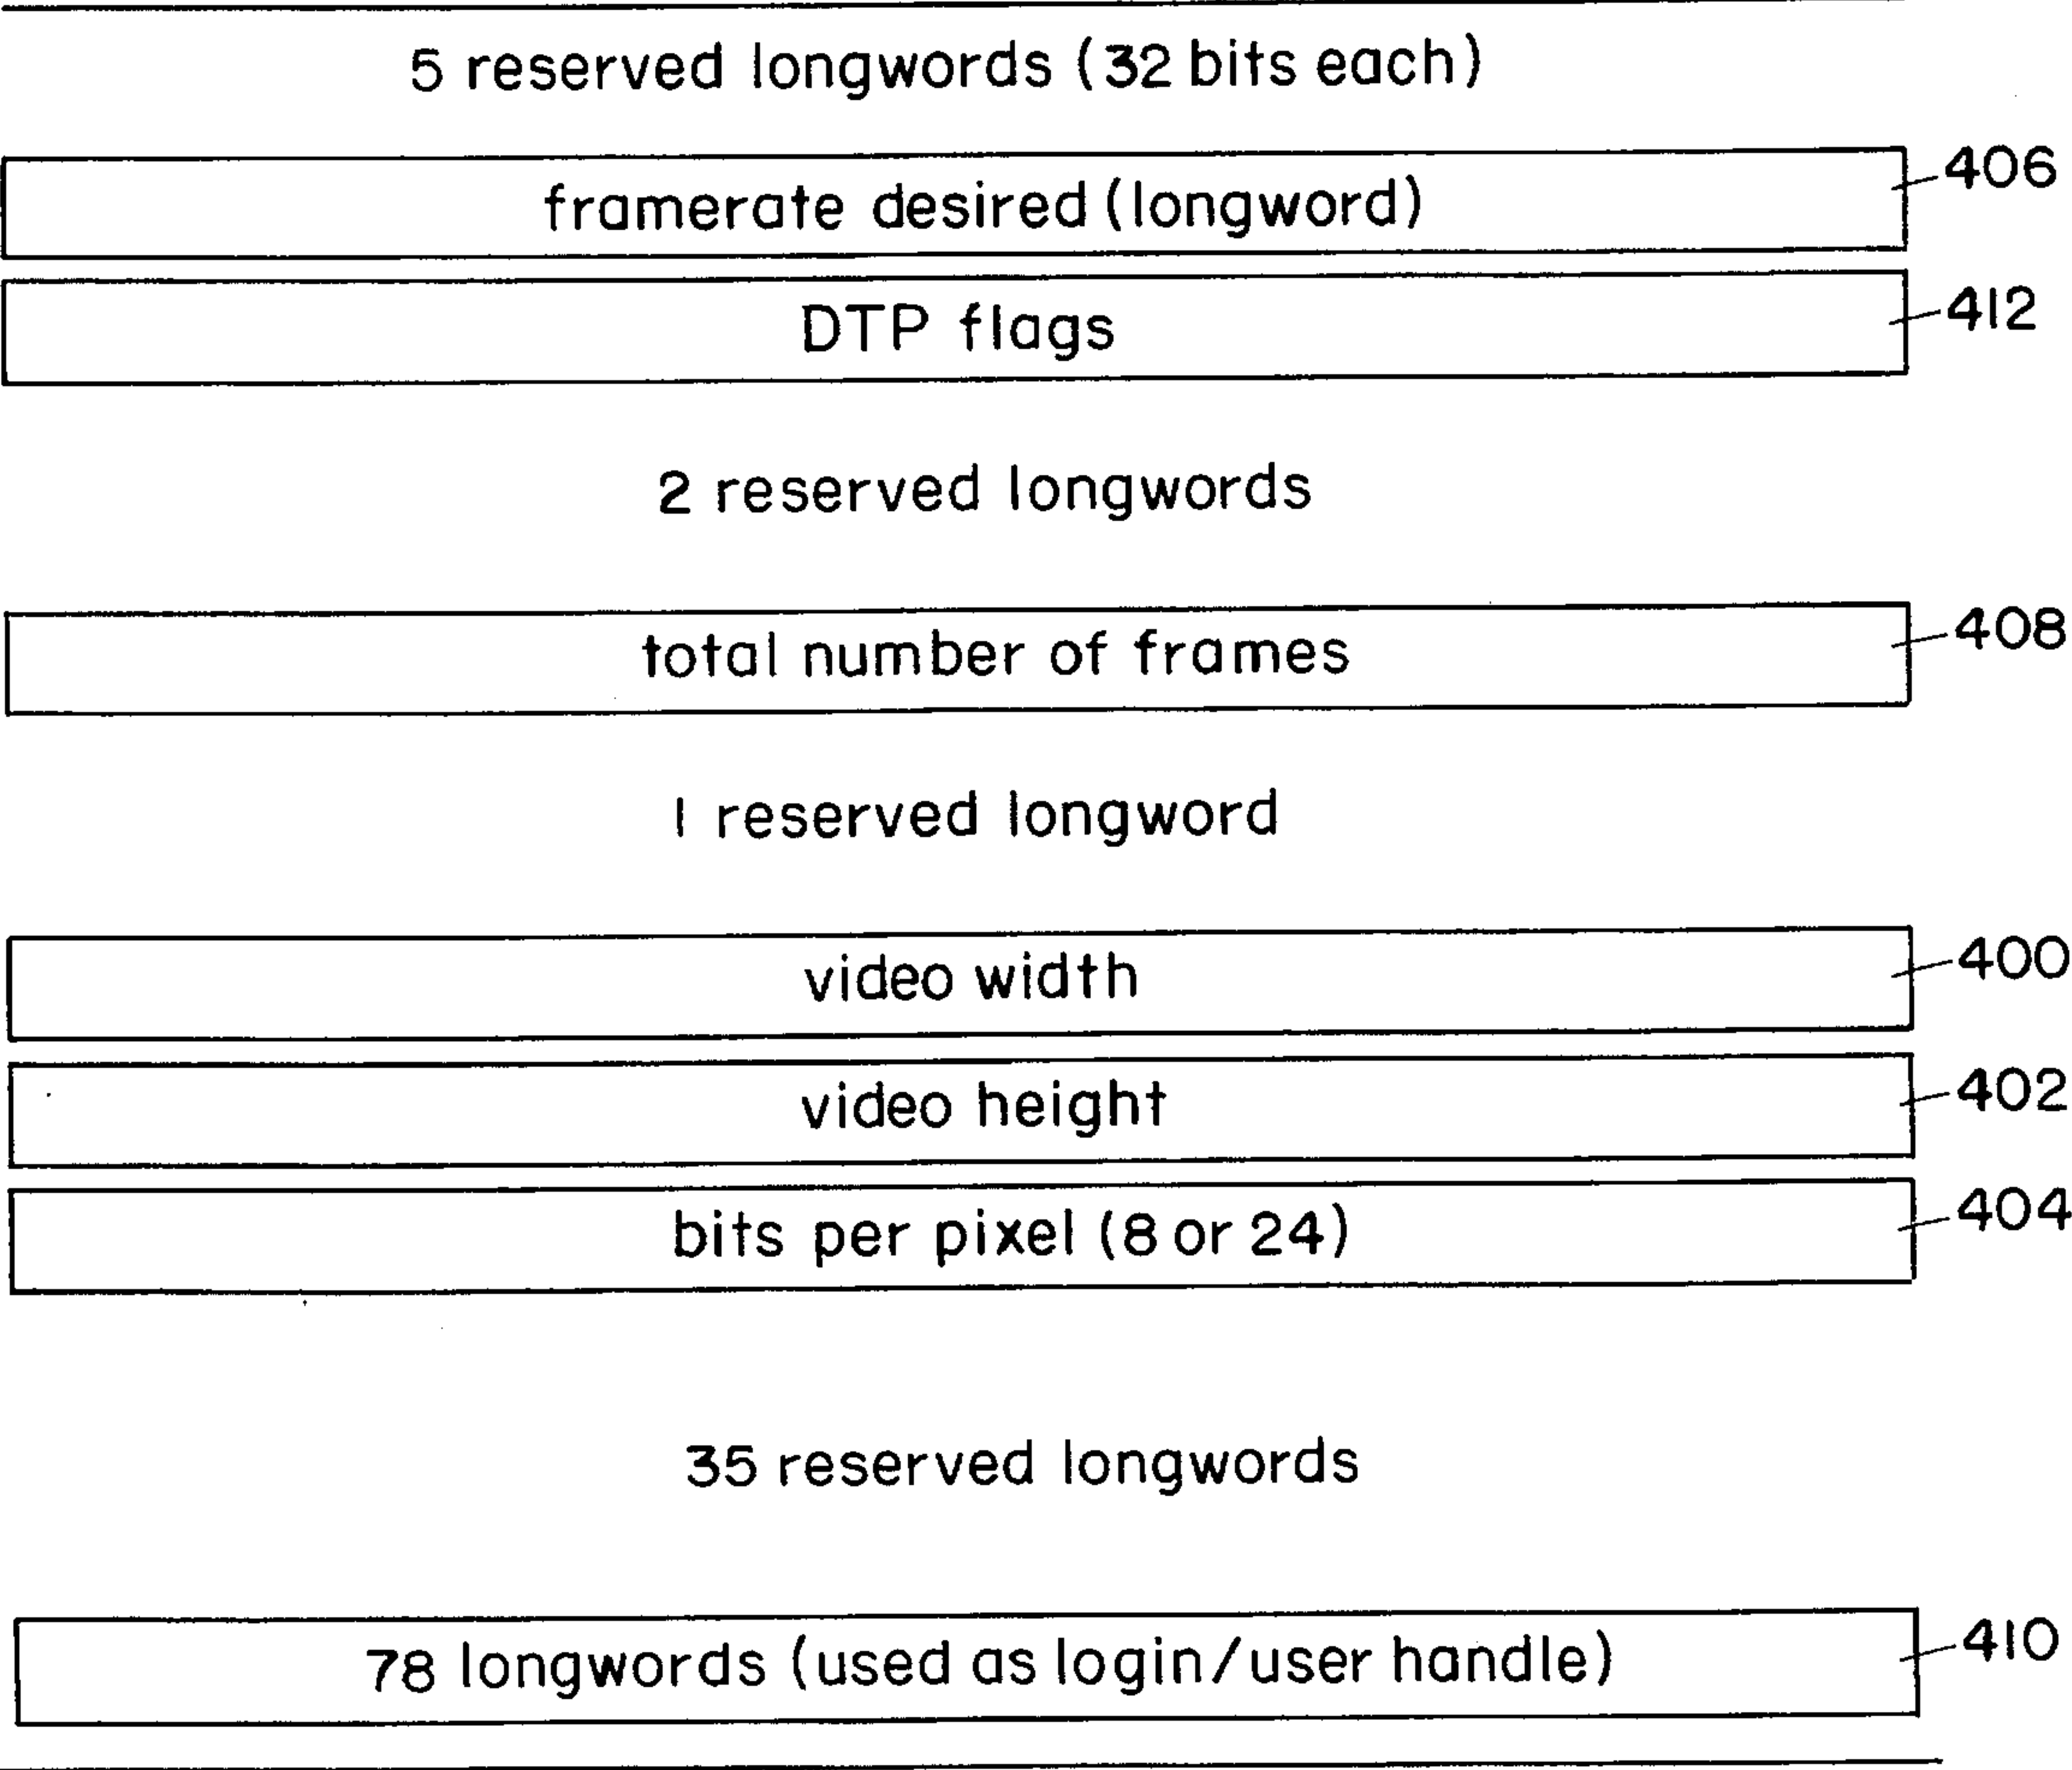 5 reserved longwords (32 bits each)
framerate desired (longword) 406
DTP flags 412
2 reserved longwords
total number of frames 408
1 reserved longword
video width 400
video height 402
bits per pixel (8 or 24) 404
35 reserved longwords
78 longwords (used as login/user handle) 410